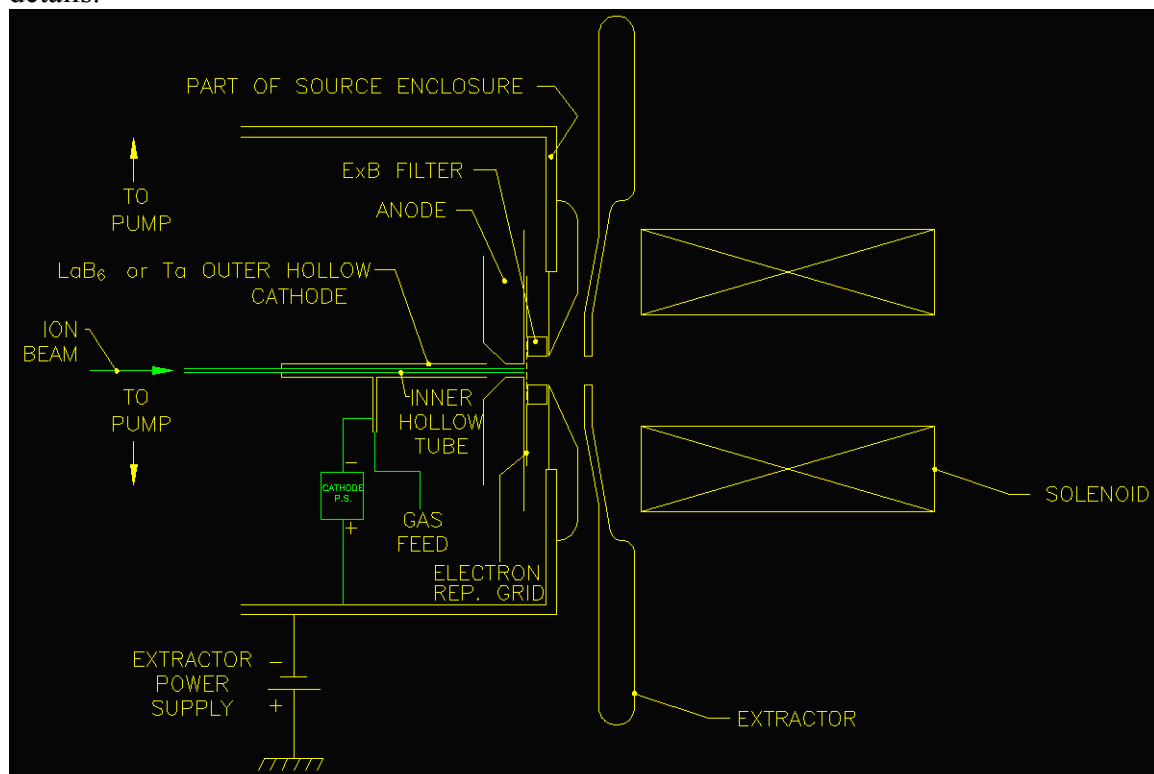 details.
PART OF SOURCE ENCLOSURE
ExB FILTER
TO
PUMP
ANODE
LaB₆ or Ta OUTER HOLLOW
CATHODE
ION
BEAM
TO
PUMP
INNER
HOLLOW
TUBE
−
CATHODE
P.S.
+
GAS
FEED
SOLENOID
ELECTRON
REP. GRID
EXTRACTOR −
POWER
SUPPLY +
EXTRACTOR